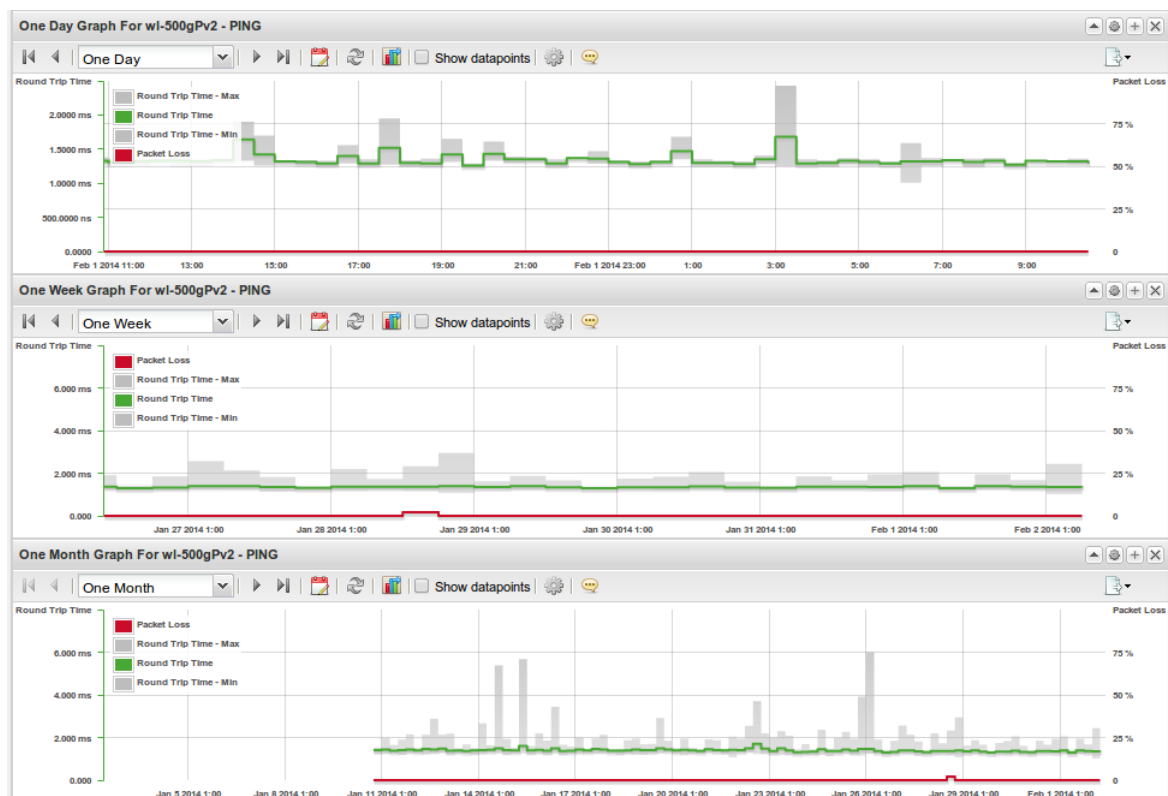 One Day Graph For wl-500gPv2 - PING
One Day
Show datapoints
Round Trip Time
Packet Loss
Round Trip Time - Max
Round Trip Time
Round Trip Time - Min
Packet Loss
2.0000 ms
1.5000 ms
1.0000 ms
500.0000 ns
0.0000
75 %
50 %
25 %
0
Feb 1 2014 11:00 13:00 15:00 17:00 19:00 21:00 Feb 1 2014 23:00 1:00 3:00 5:00 7:00 9:00
One Week Graph For wl-500gPv2 - PING
One Week
Show datapoints
Round Trip Time
Packet Loss
Packet Loss
Round Trip Time - Max
Round Trip Time
Round Trip Time - Min
6.000 ms
4.000 ms
2.000 ms
0.000
75 %
50 %
25 %
0
Jan 27 2014 1:00 Jan 28 2014 1:00 Jan 29 2014 1:00 Jan 30 2014 1:00 Jan 31 2014 1:00 Feb 1 2014 1:00 Feb 2 2014 1:00
One Month Graph For wl-500gPv2 - PING
One Month
Show datapoints
Round Trip Time
Packet Loss
Packet Loss
Round Trip Time - Max
Round Trip Time
Round Trip Time - Min
6.000 ms
4.000 ms
2.000 ms
0.000
75 %
50 %
25 %
0
Jan 5 2014 1:00 Jan 8 2014 1:00 Jan 11 2014 1:00 Jan 14 2014 1:00 Jan 17 2014 1:00 Jan 20 2014 1:00 Jan 23 2014 1:00 Jan 26 2014 1:00 Jan 29 2014 1:00 Feb 1 2014 1:00